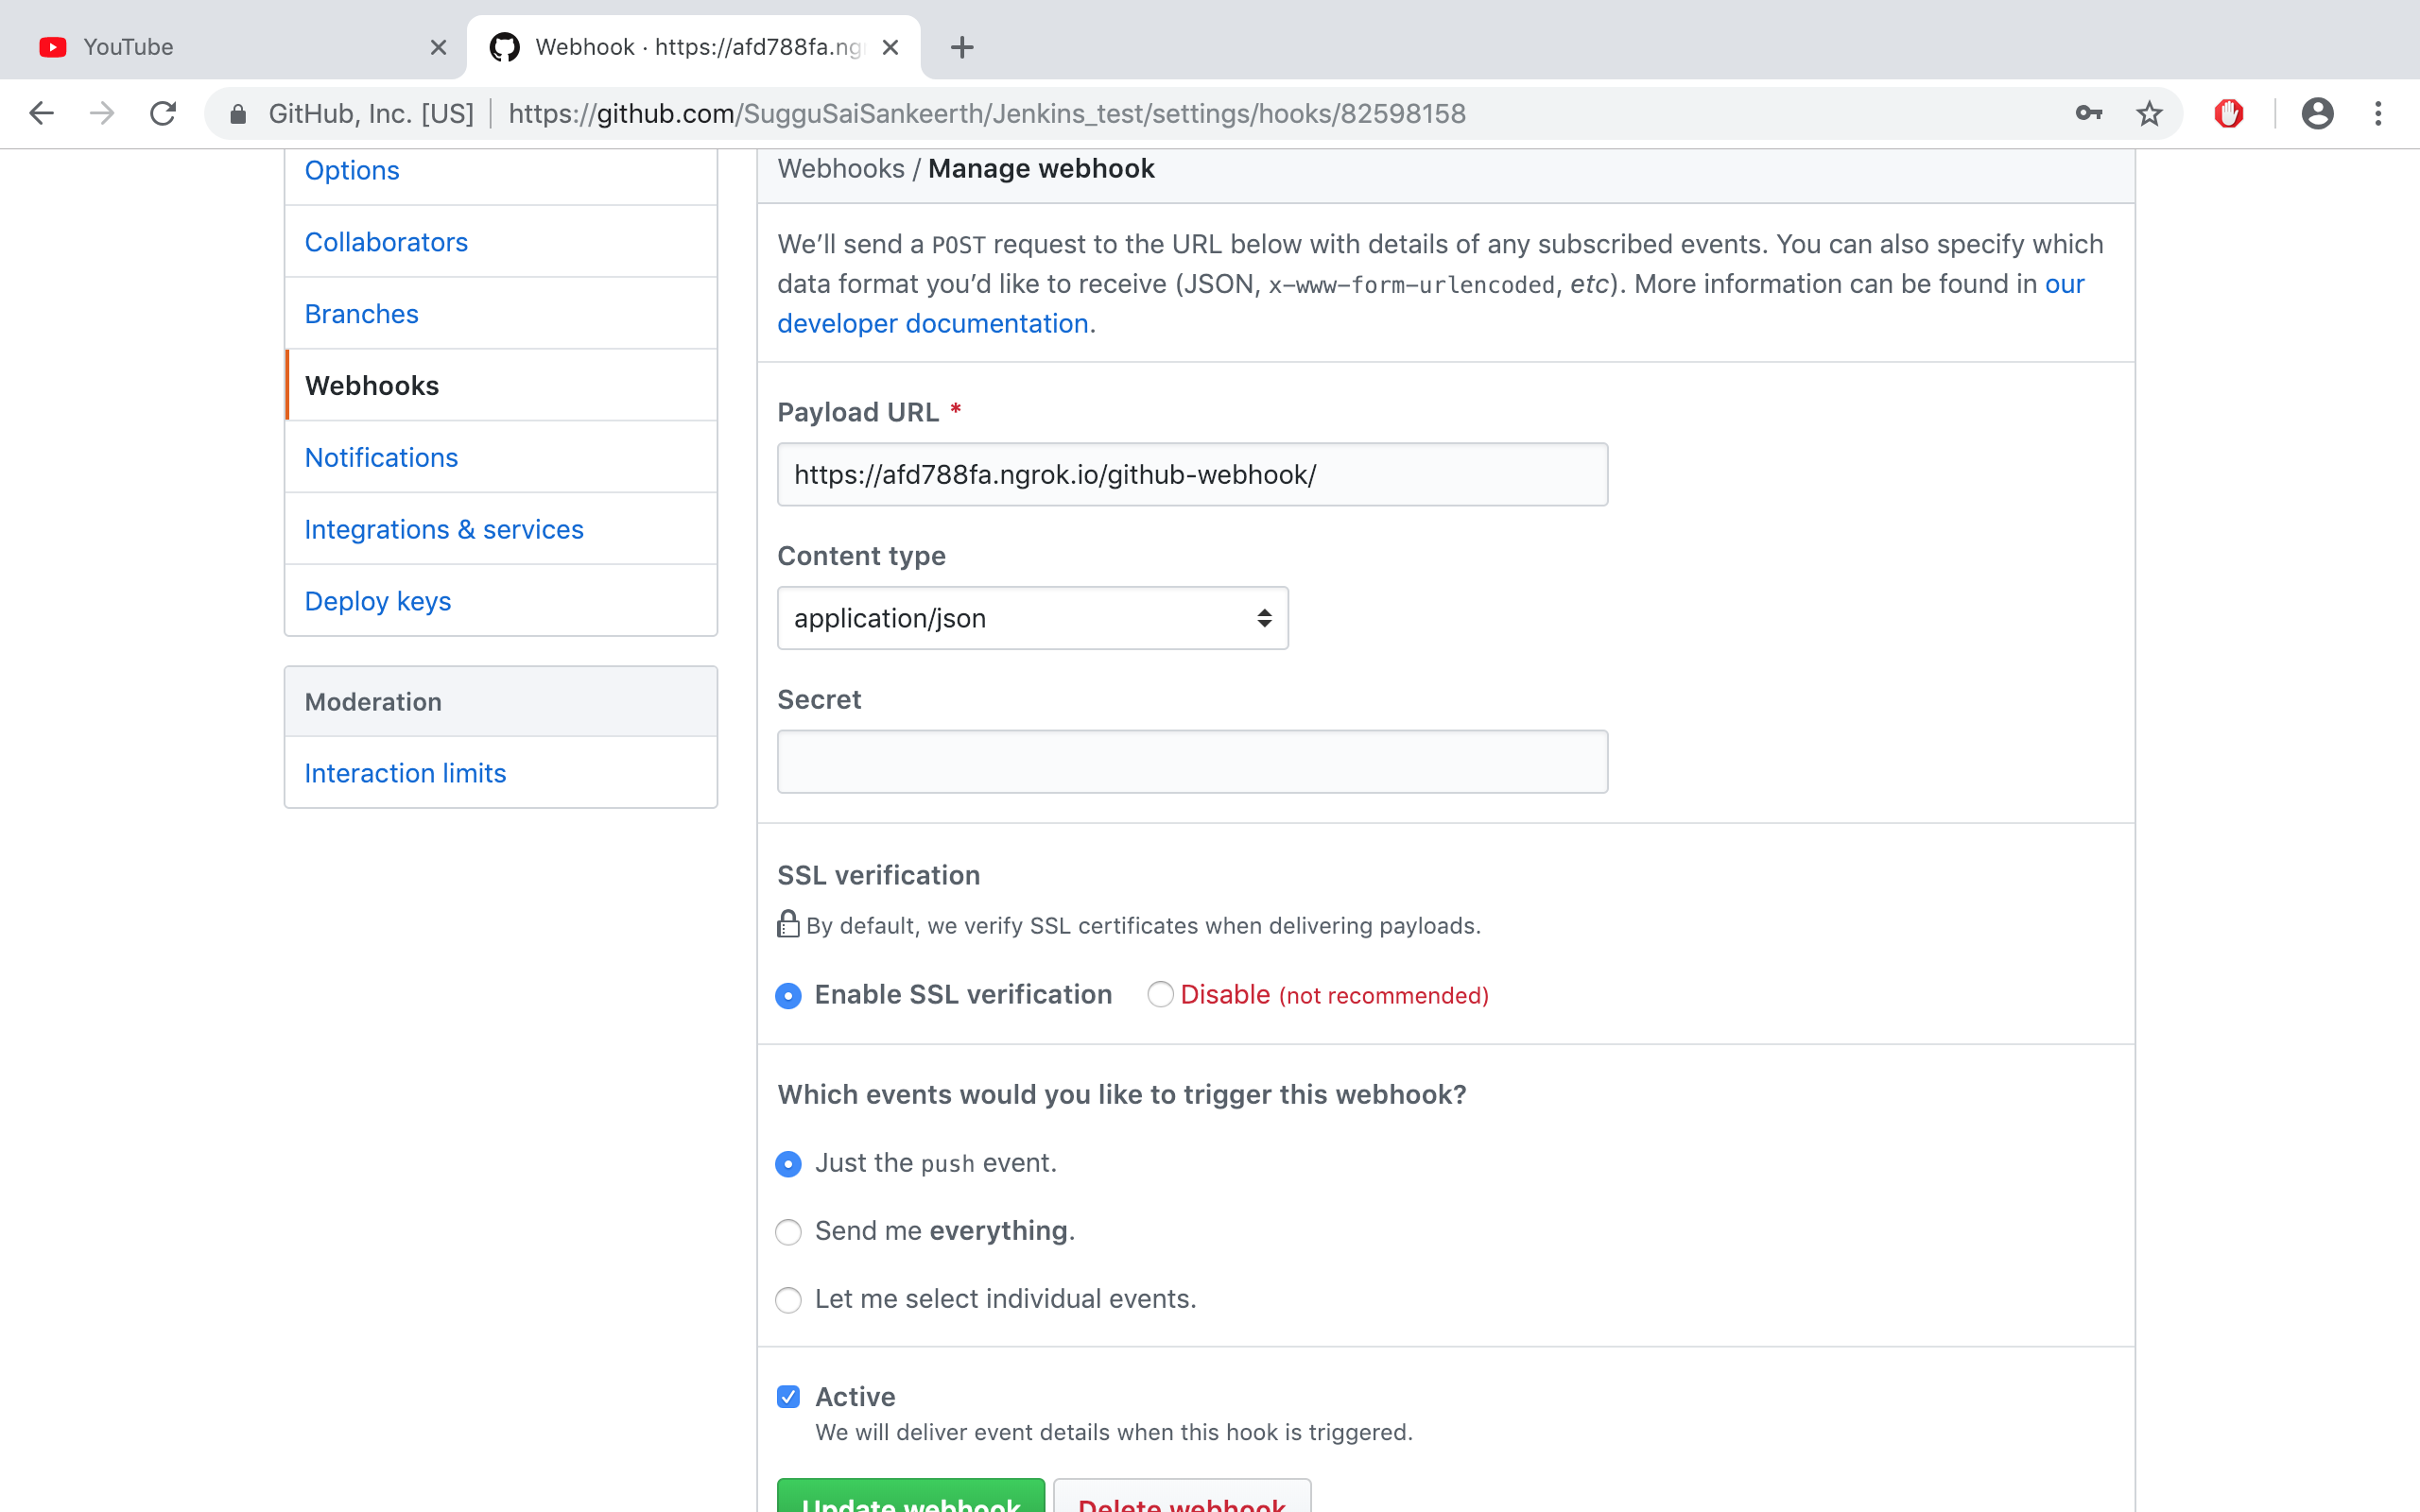 YouTube
Webhook · https://afd788fa.ng
GitHub, Inc. [US]
https://github.com/SugguSaiSankeerth/Jenkins_test/settings/hooks/82598158
Options
Collaborators
Branches
Webhooks
Notifications
Integrations & services
Deploy keys
Moderation
Interaction limits
Webhooks / Manage webhook
We’ll send a POST request to the URL below with details of any subscribed events. You can also specify which
data format you’d like to receive (JSON, x-www-form-urlencoded, etc). More information can be found in our
developer documentation.
Payload URL *
https://afd788fa.ngrok.io/github-webhook/
Content type
application/json
Secret
SSL verification
By default, we verify SSL certificates when delivering payloads.
Enable SSL verification
Disable (not recommended)
Which events would you like to trigger this webhook?
Just the push event.
Send me everything.
Let me select individual events.
Active
We will deliver event details when this hook is triggered.
Update webhook
Delete webhook